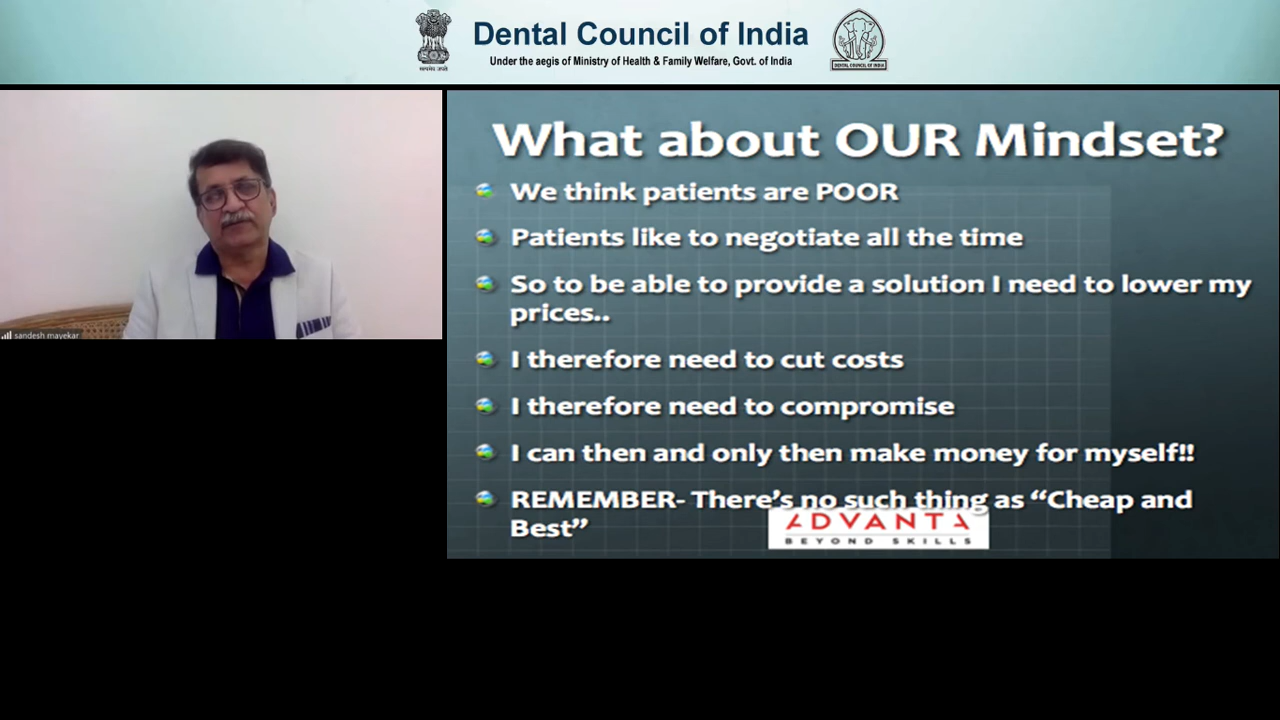 Dental Council of India
Under the aegis of Ministry of Health & Family Welfare, Govt. of India
DENTAL COUNCIL OF INDIA
sandesh mayekar
What about OUR Mindset?
We think patients are POOR
Patients like to negotiate all the time
So to be able to provide a solution I need to lower my
prices..
I therefore need to cut costs
I therefore need to compromise
I can then and only then make money for myself!!
REMEMBER- There's no such thing as “Cheap and
Best”
ADVANTA
BEYOND SKILLS